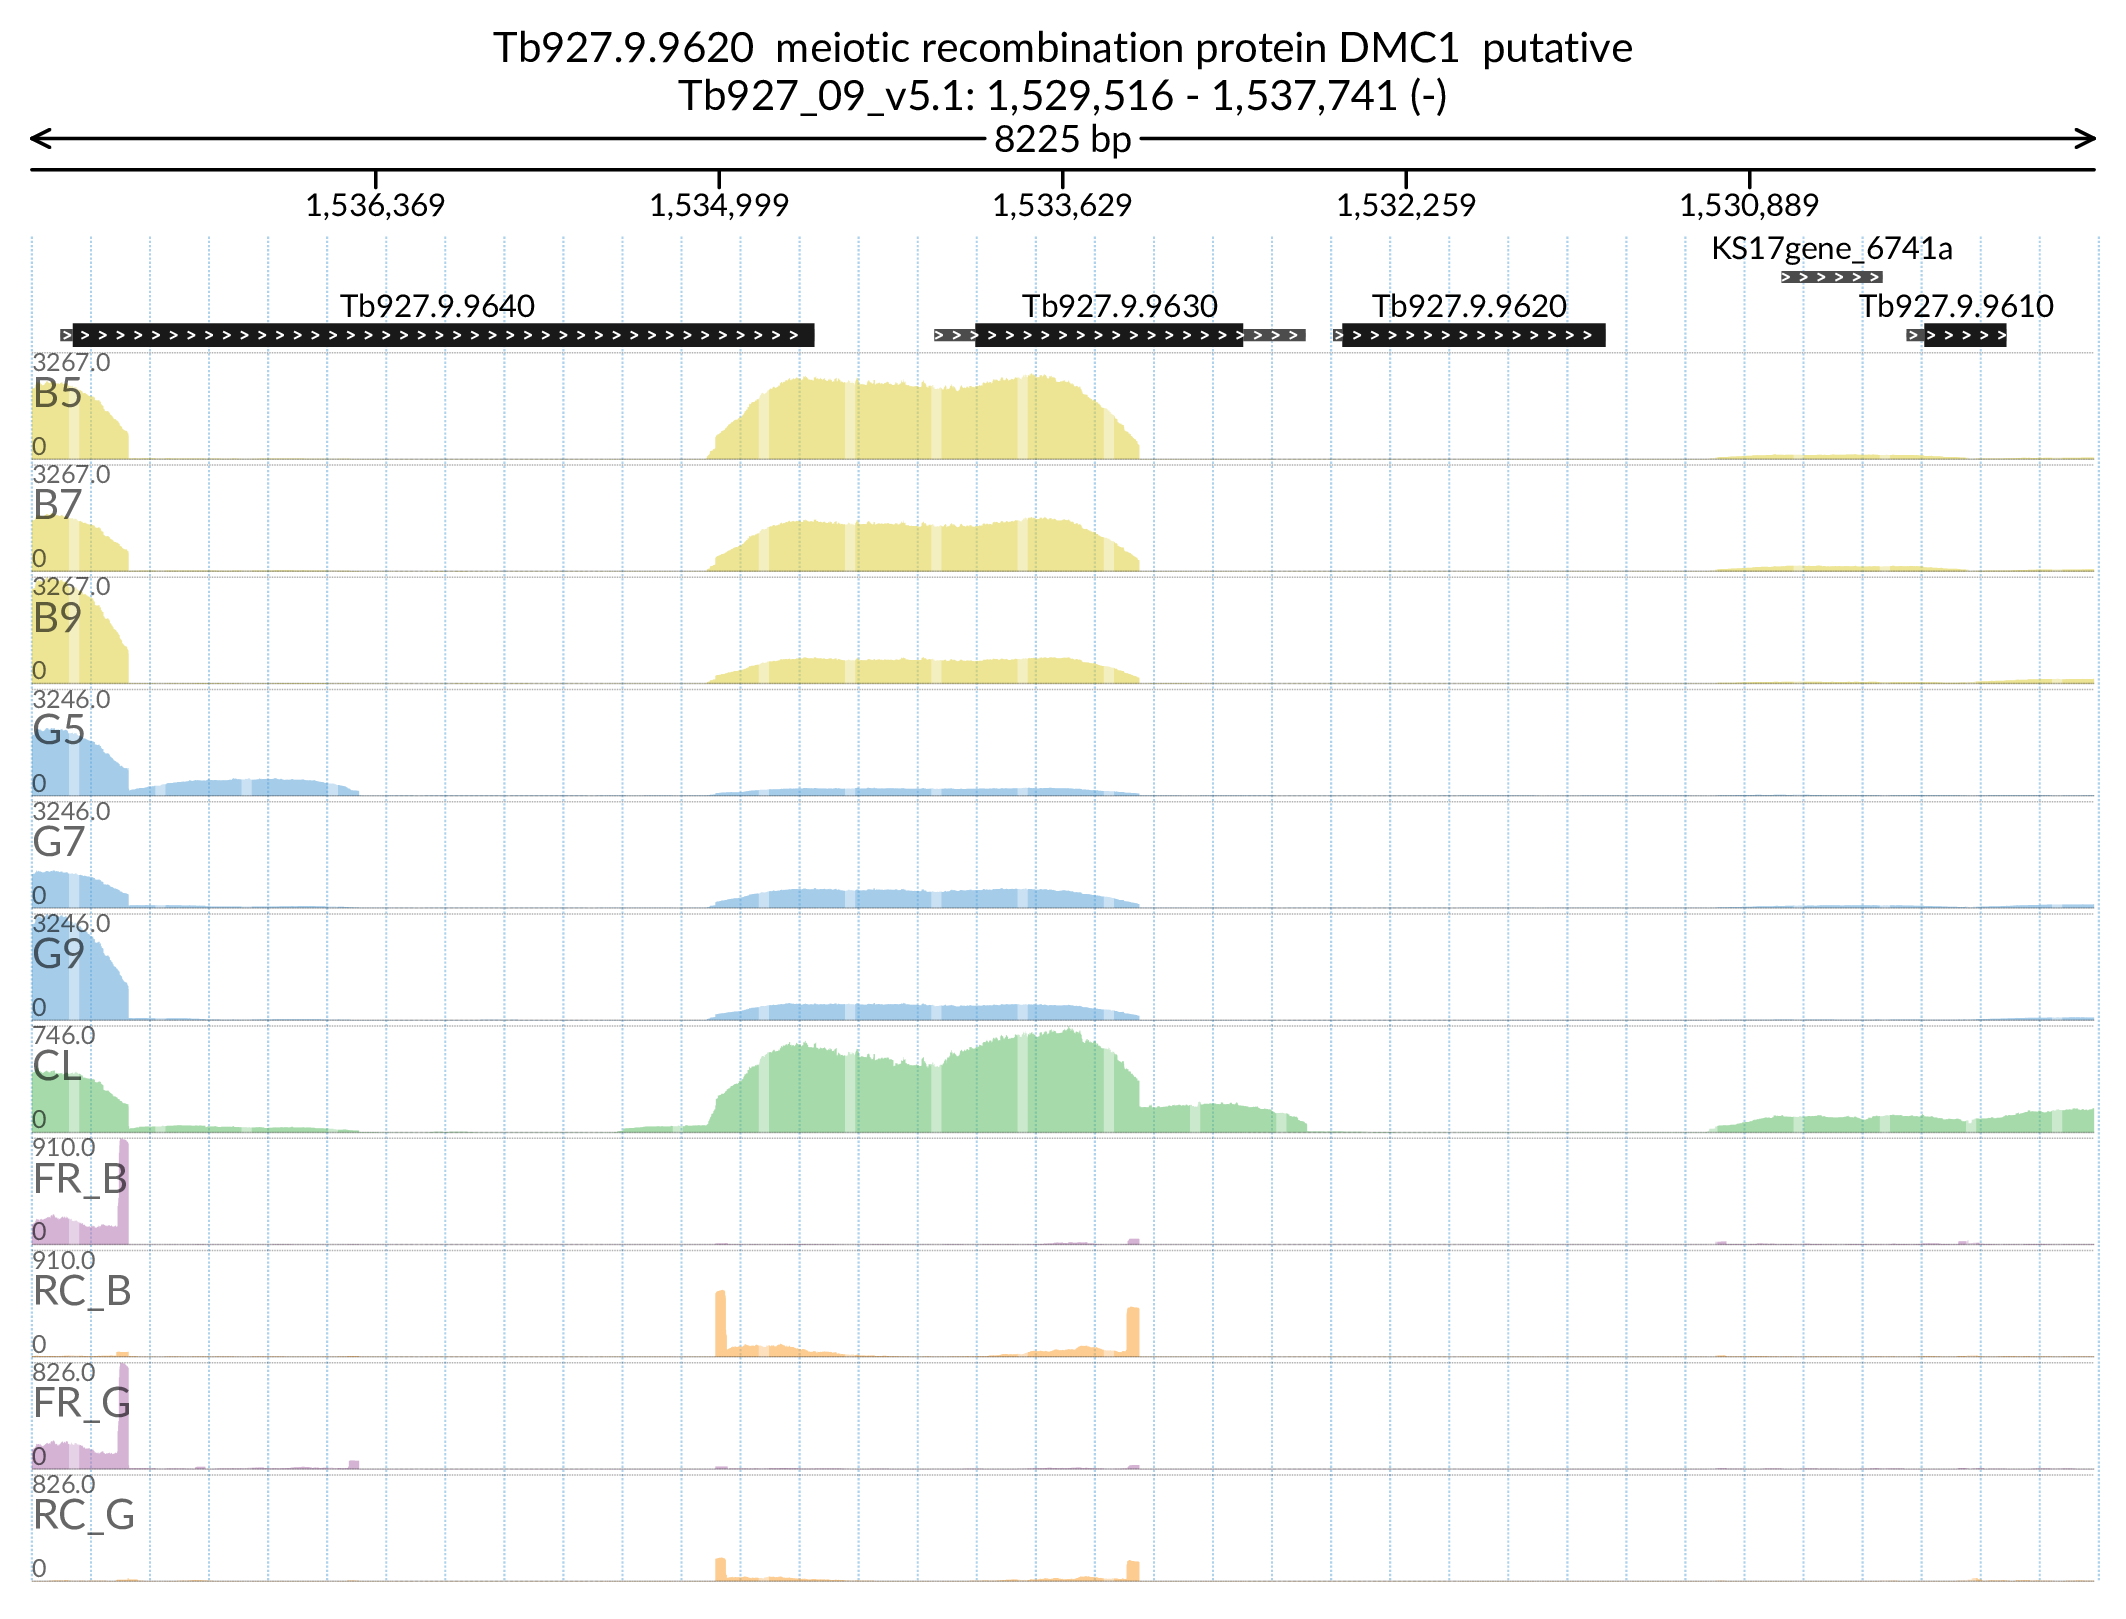 Tb927.9.9620  meiotic recombination protein DMC1  putative
Tb927_09_v5.1: 1,529,516 - 1,537,741 (-)
8225 bp
1,536,369 1,534,999 1,533,629 1,532,259 1,530,889
KS17gene_6741a
Tb927.9.9640 Tb927.9.9630 Tb927.9.9620 Tb927.9.9610
3267.0
B5
0
3267.0
B7
0
3267.0
B9
0
3246.0
G5
0
3246.0
G7
0
3246.0
G9
0
746.0
CL
0
910.0
FR_B
0
910.0
RC_B
0
826.0
FR_G
0
826.0
RC_G
0